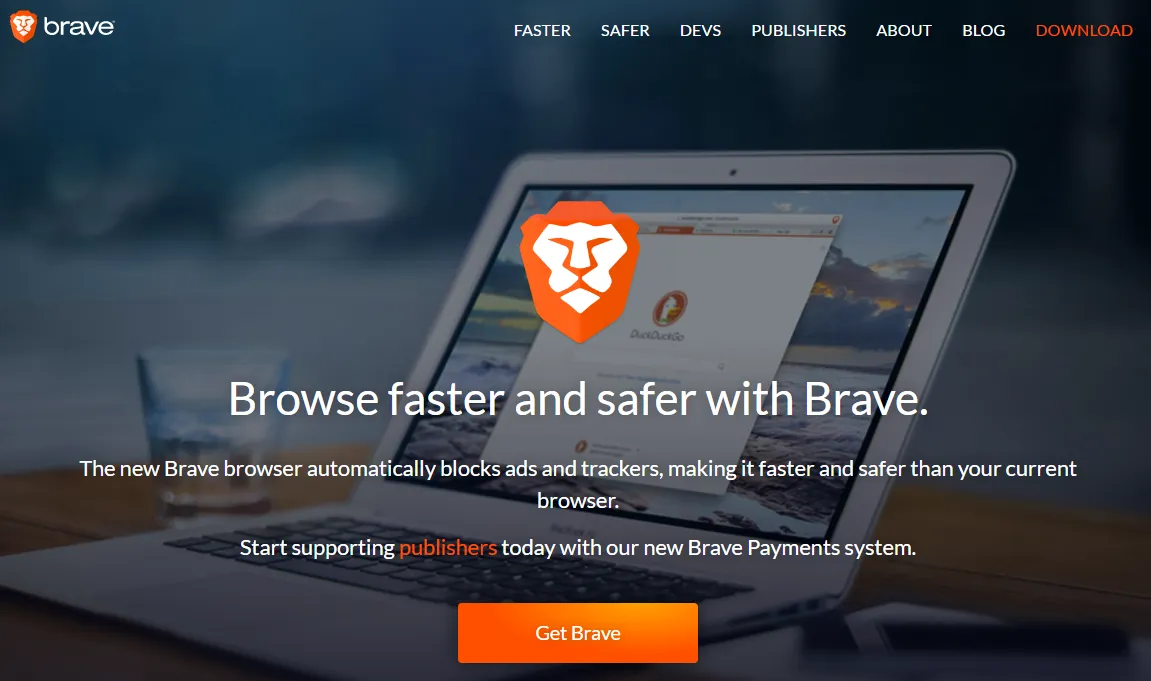 brave
FASTER SAFER DEVS PUBLISHERS ABOUT BLOG DOWNLOAD
DuckDuckGo
Browse faster and safer with Brave.
The new Brave browser automatically blocks ads and trackers, making it faster and safer than your current
browser.
Start supporting publishers today with our new Brave Payments system.
Get Brave